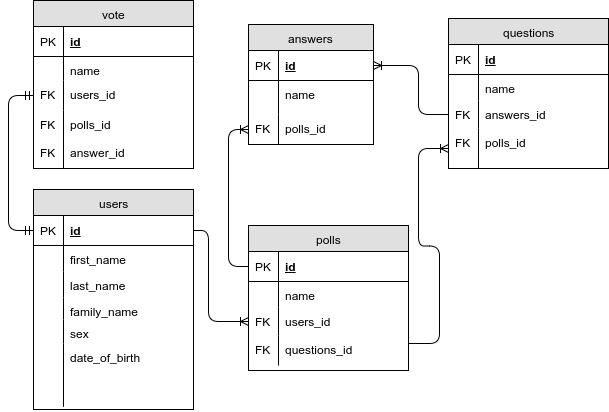 vote
PK id
name
FK users_id
FK polls_id
FK answer_id
answers
PK id
name
FK polls_id
questions
PK id
name
FK answers_id
FK polls_id
users
PK id
first_name
last_name
family_name
sex
date_of_birth
polls
PK id
name
FK users_id
FK questions_id